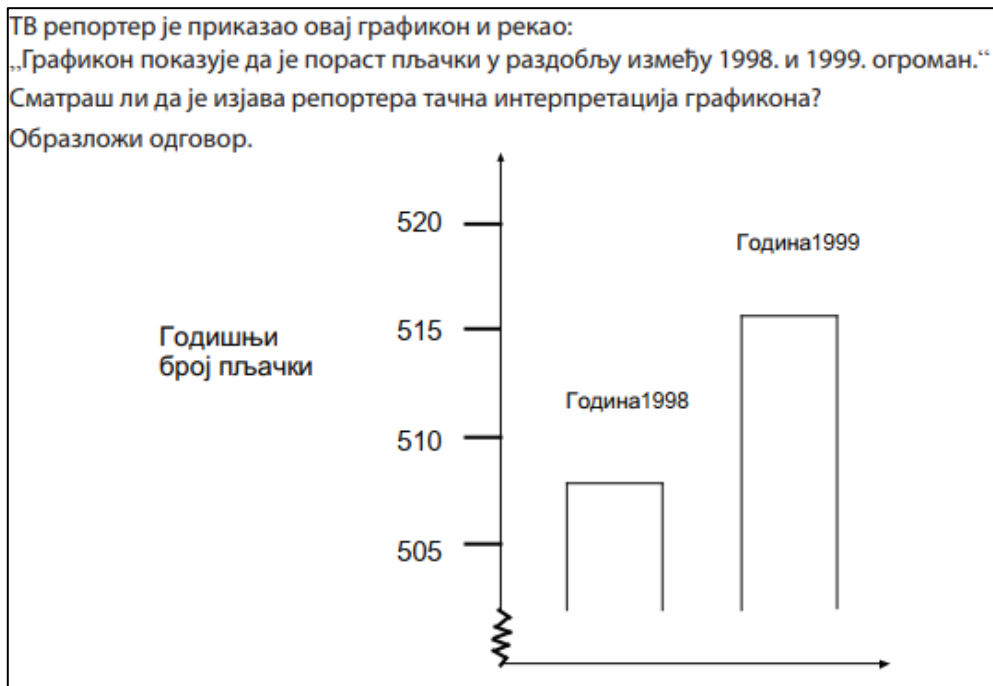 ТВ репортер је приказао овај графикон и рекао:
„Графикон показује да је пораст пљачки у раздобљу између 1998. и 1999. огроман.“
Сматраш ли да је изјава репортера тачна интерпретација графикона?
Образложи одговор.
520
Година1999
515
Годишњи
број пљачки
Година1998
510
505